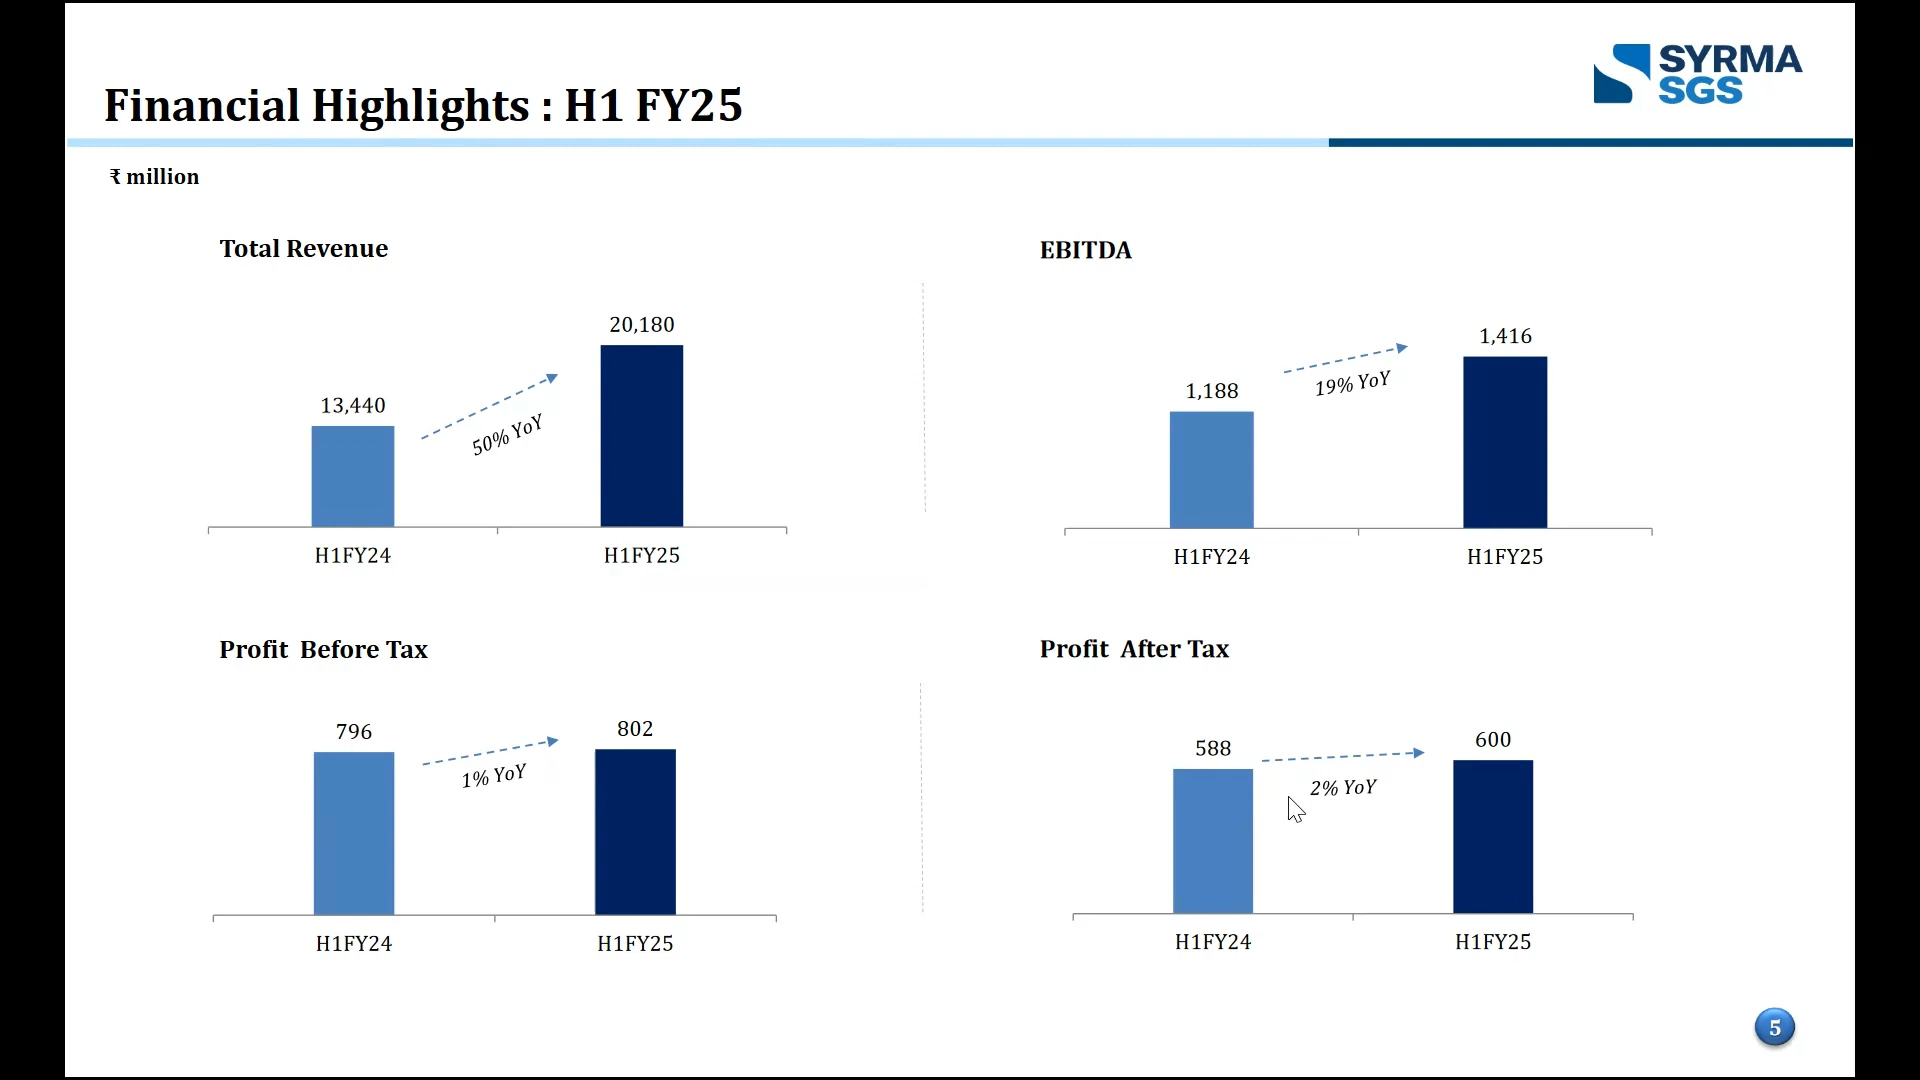 SYRMA
SGS
Financial Highlights : H1 FY25
₹ million
Total Revenue
13,440
50% YoY
20,180
H1FY24
H1FY25
EBITDA
1,188
19% YoY
1,416
H1FY24
H1FY25
Profit Before Tax
796
1% YoY
802
H1FY24
H1FY25
Profit After Tax
588
2% YoY
600
H1FY24
H1FY25
5